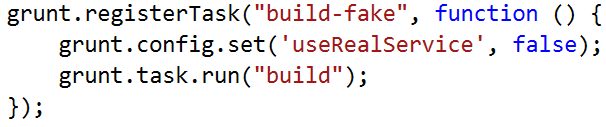 grunt.registerTask("build-fake", function () {
    grunt.config.set('useRealService', false);
    grunt.task.run("build");
});